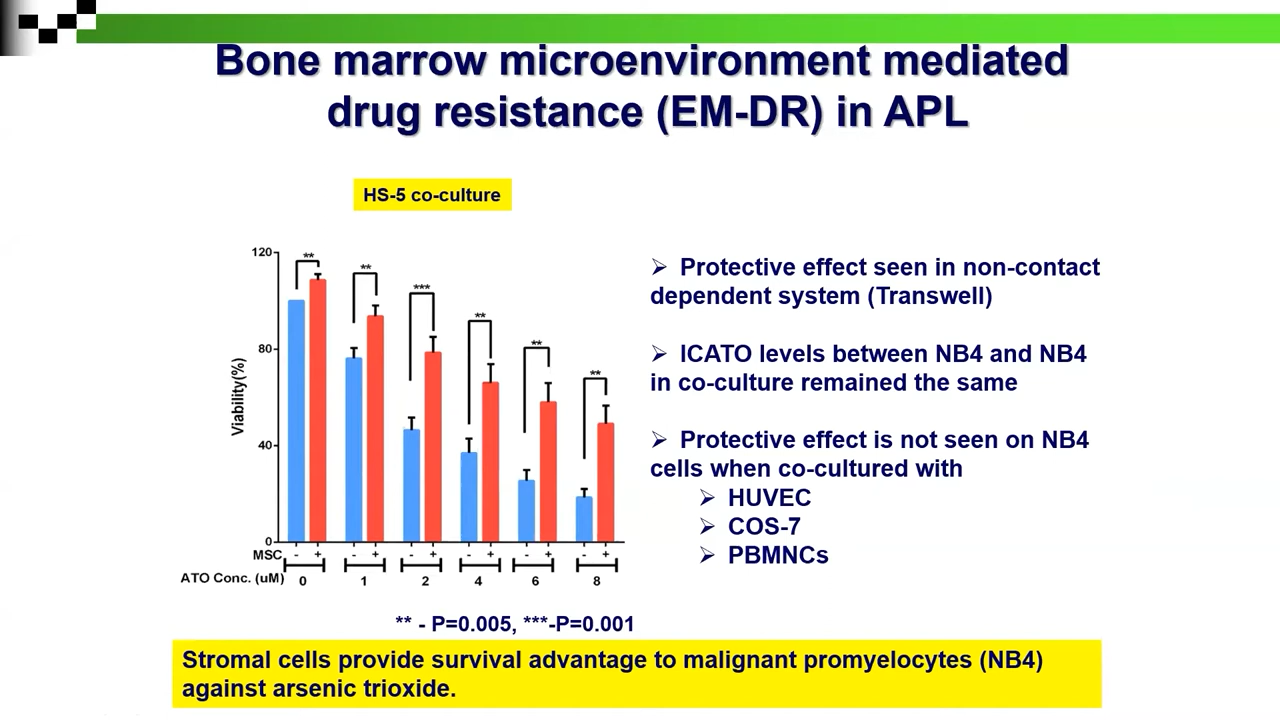 Bone marrow microenvironment mediated
drug resistance (EM-DR) in APL
HS-5 co-culture
120
80
40
0
Viability(%)
**
**
***
**
**
**
MSC - + - + - + - + - + - +
ATO Conc. (uM) 0 1 2 4 6 8
** - P=0.005, ***-P=0.001
➢ Protective effect seen in non-contact
dependent system (Transwell)
➢ ICATO levels between NB4 and NB4
in co-culture remained the same
➢ Protective effect is not seen on NB4
cells when co-cultured with
➢ HUVEC
➢ COS-7
➢ PBMNCs
Stromal cells provide survival advantage to malignant promyelocytes (NB4)
against arsenic trioxide.